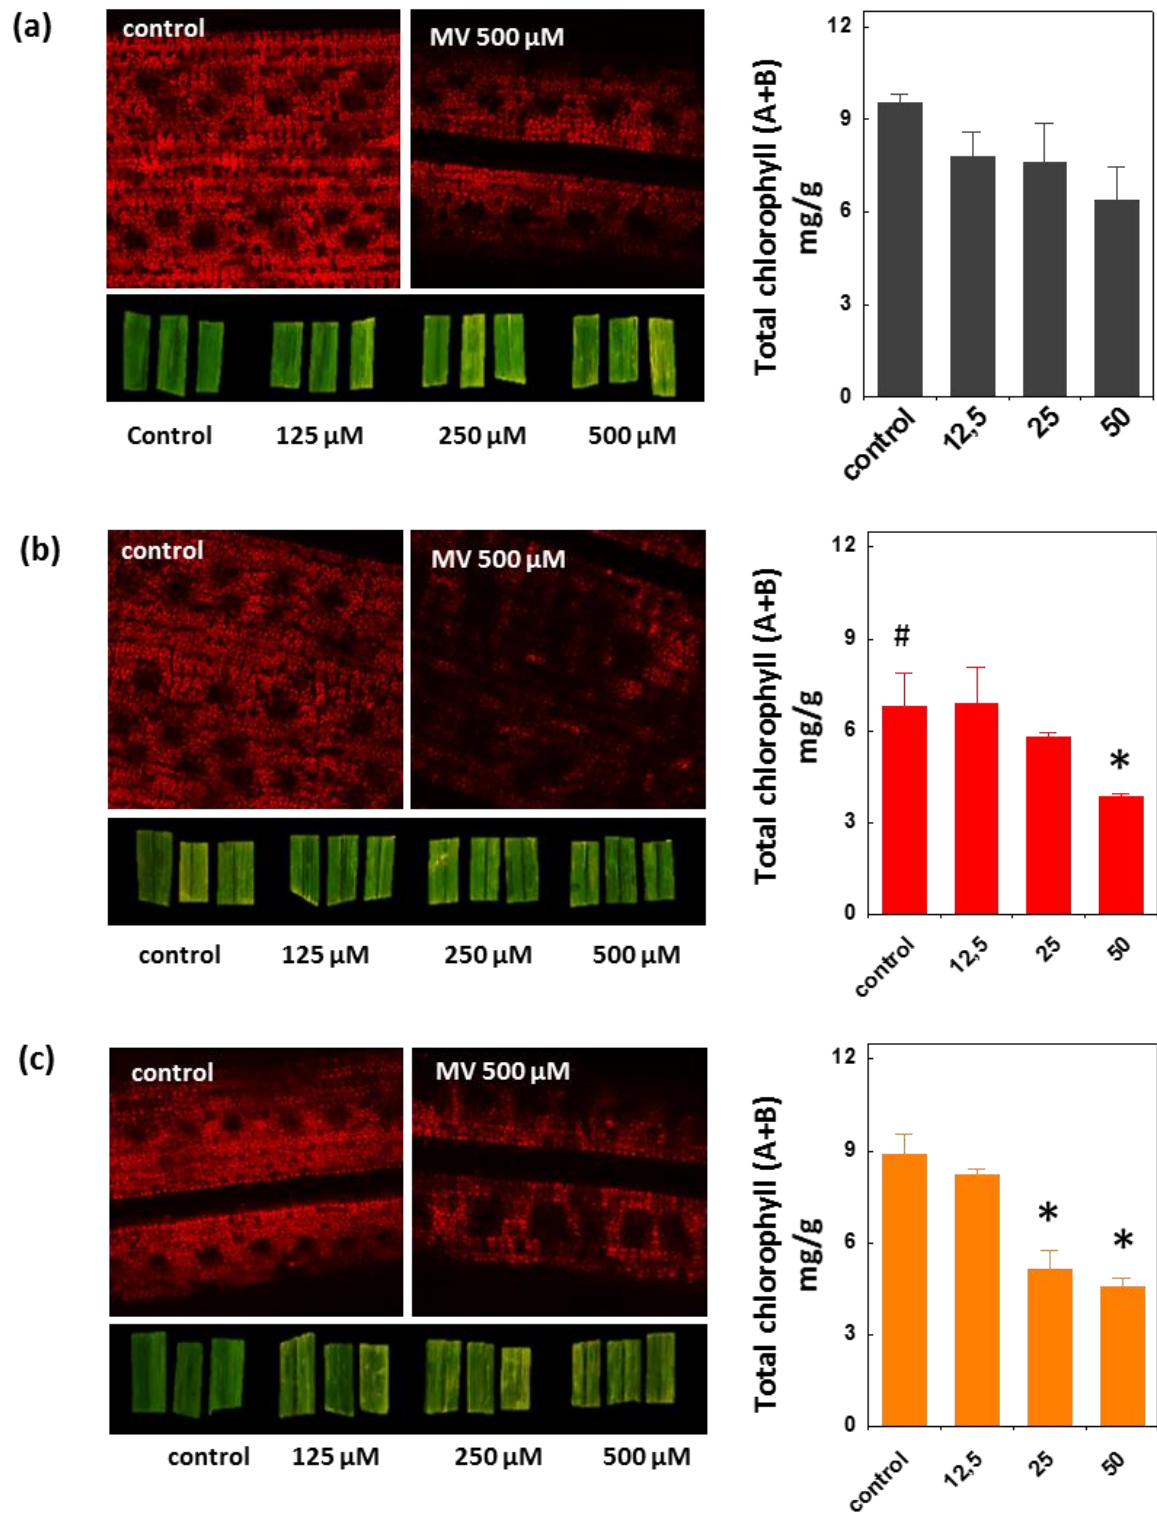 (a)
control
MV 500 µM
Control
125 µM
250 µM
500 µM
Total chlorophyll (A+B)
mg/g
12
9
6
3
0
control
12,5
25
50
(b)
control
MV 500 µM
control
125 µM
250 µM
500 µM
Total chlorophyll (A+B)
mg/g
12
9
6
3
0
#
*
control
12,5
25
50
(c)
control
MV 500 µM
control
125 µM
250 µM
500 µM
Total chlorophyll (A+B)
mg/g
12
9
6
3
0
*
*
control
12,5
25
50